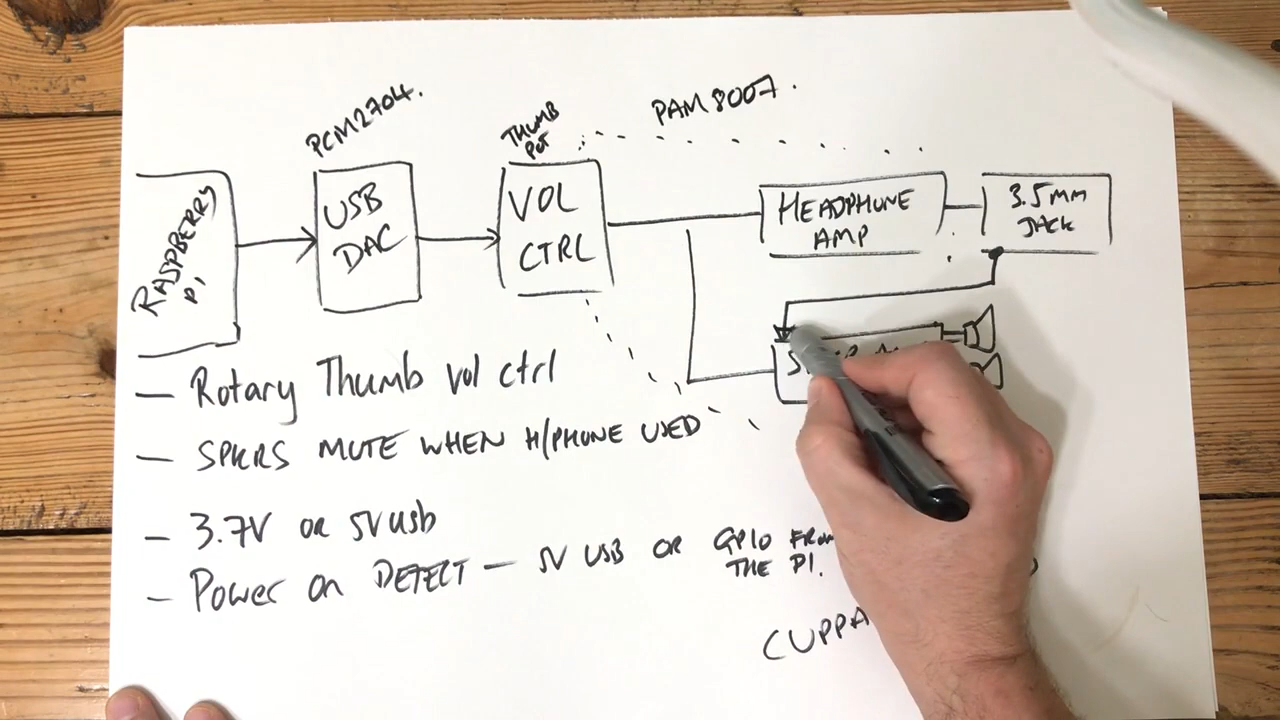 PCM2704.
THUMB
POT
PAM8007.
RASPBERRY
PI
USB
DAC
VOL
CTRL
HEADPHONE
AMP
3.5mm
JACK
- Rotary Thumb vol ctrl
- SPKRS MUTE WHEN H/PHONE USED
- 3.7V or 5V usb
- Power on DETECT - 5V USB OR GPIO FROM
THE PI.
CUPPA